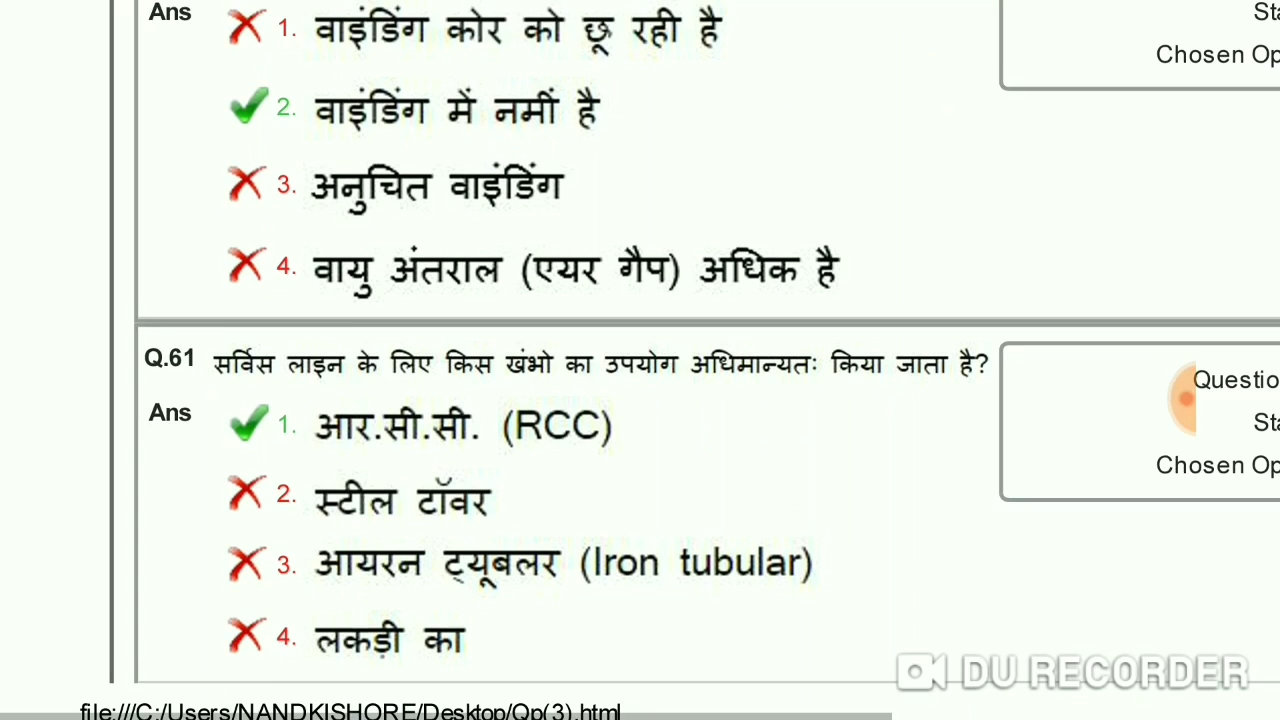 Ans 1. वाइंडिंग कोर को छू रही है
2. वाइंडिंग में नमीं है
3. अनुचित वाइंडिंग
4. वायु अंतराल (एयर गैप) अधिक है
Sta
Chosen Op
Q.61 सर्विस लाइन के लिए किस खंभो का उपयोग अधिमान्यतः किया जाता है?
Ans 1. आर.सी.सी. (RCC)
2. स्टील टॉवर
3. आयरन ट्यूबलर (Iron tubular)
4. लकड़ी का
Questio
Sta
Chosen Op
DU RECORDER
file:///C:/Users/NANDKISHORE/Desktop/Qp(3).html